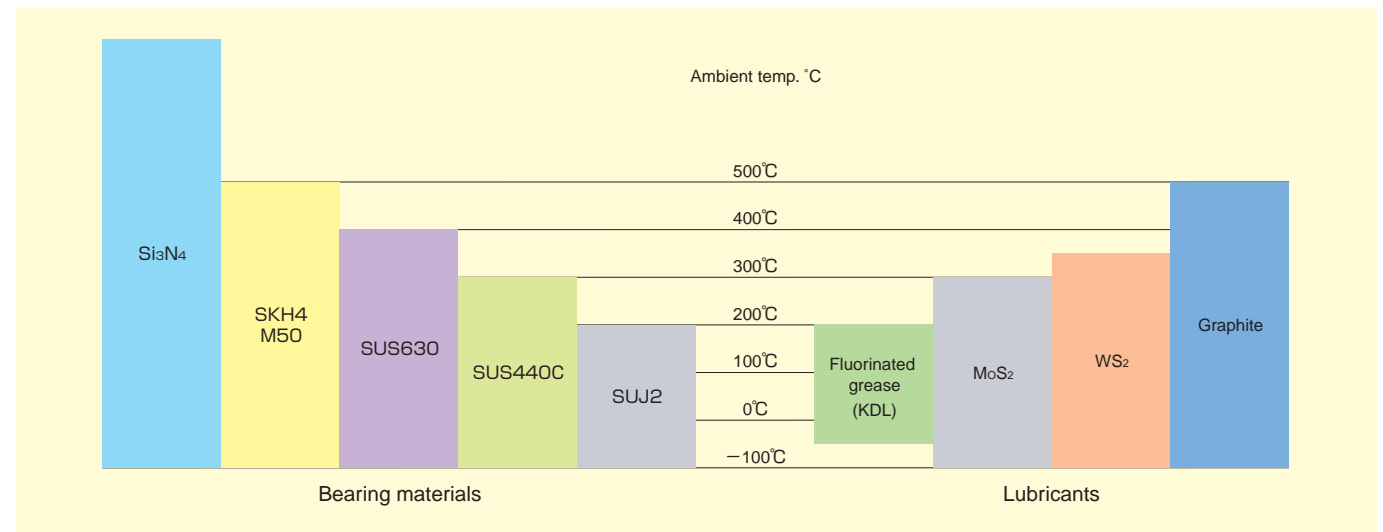 Ambient temp. ˚C
500℃
400℃
300℃
200℃
100℃
0℃
－100℃
Si₃N₄
SKH4
M50
SUS630
SUS440C
SUJ2
Fluorinated
grease
(KDL)
MoS₂
WS₂
Graphite
Bearing materials
Lubricants